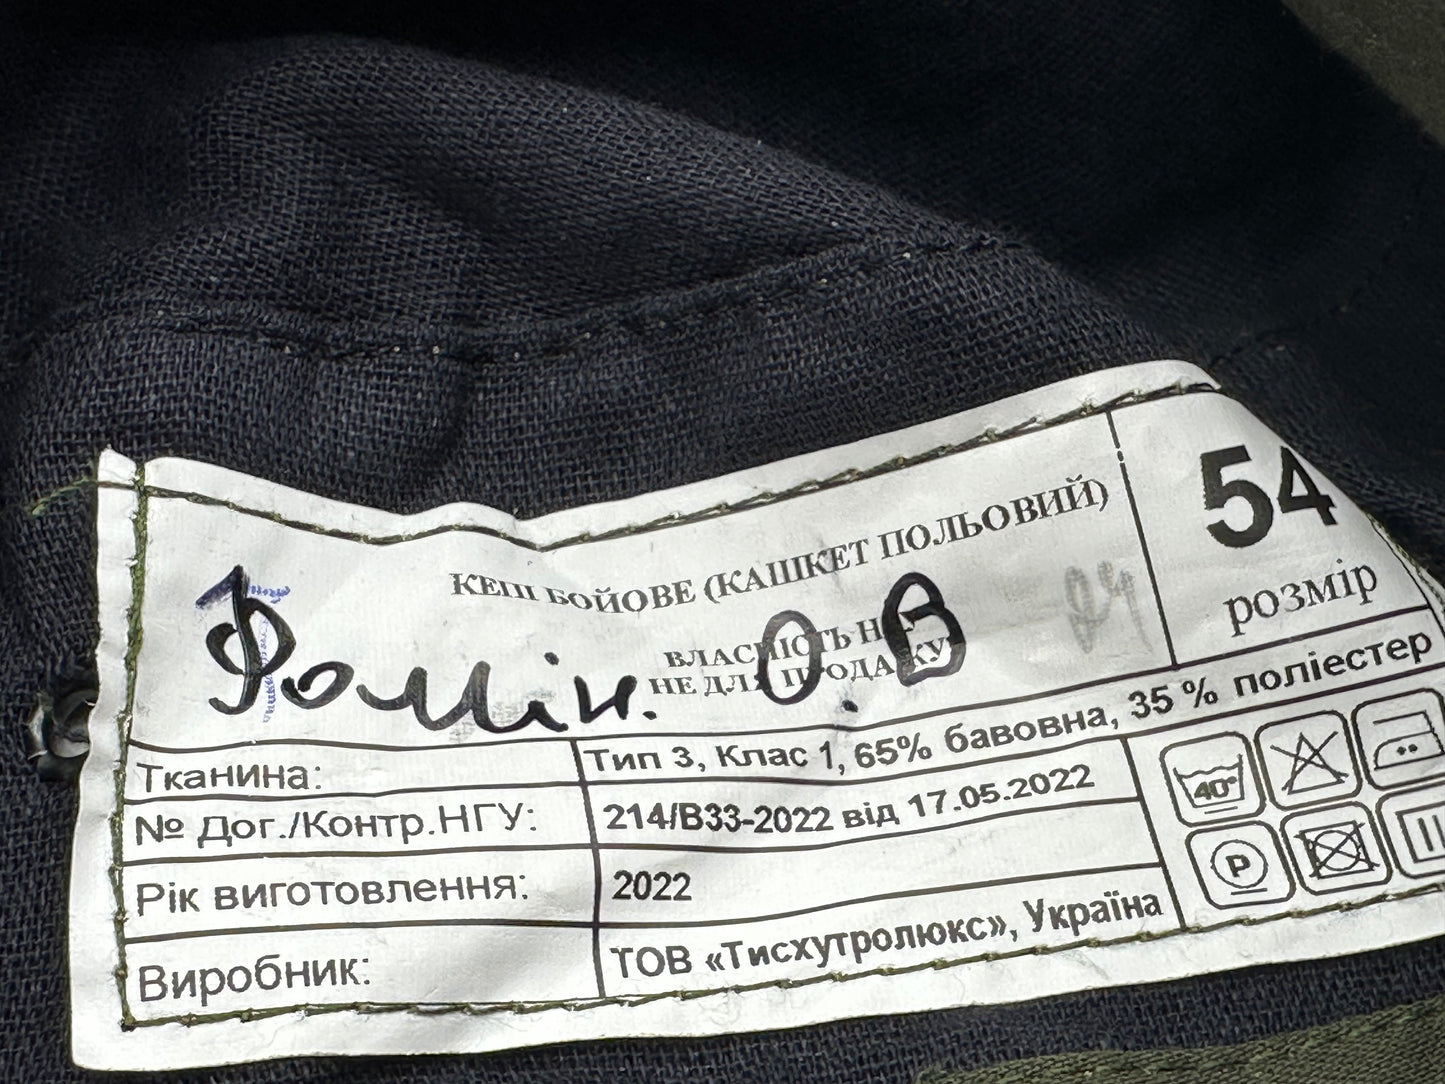 КЕПІ БОЙОВЕ (КАШКЕТ ПОЛЬОВИЙ)
54
розмір
ВЛАСНІСТЬ НГУ
НЕ ДЛЯ ПРОДАЖУ
Фомін. О.В
Тканина: Тип 3, Клас 1, 65% бавовна, 35 % поліестер
№ Дог./Контр.НГУ: 214/В33-2022 від 17.05.2022
Рік виготовлення: 2022
Виробник: ТОВ «Тисхутролюкс», Україна
40°
P